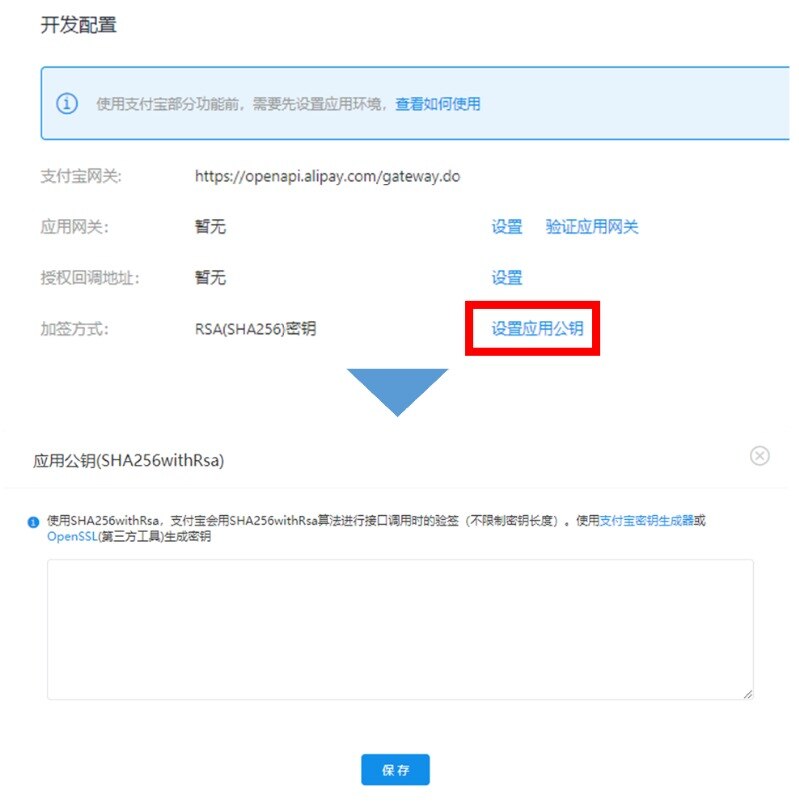 开发配置
使用支付宝部分功能前，需要先设置应用环境，查看如何使用
支付宝网关: https://openapi.alipay.com/gateway.do
应用网关: 暂无 设置 验证应用网关
授权回调地址: 暂无 设置
加签方式: RSA(SHA256)密钥 设置应用公钥
应用公钥(SHA256withRsa)
使用SHA256withRsa，支付宝会用SHA256withRsa算法进行接口调用时的验签（不限制密钥长度）。使用支付宝密钥生成器或
OpenSSL(第三方工具)生成密钥
保存